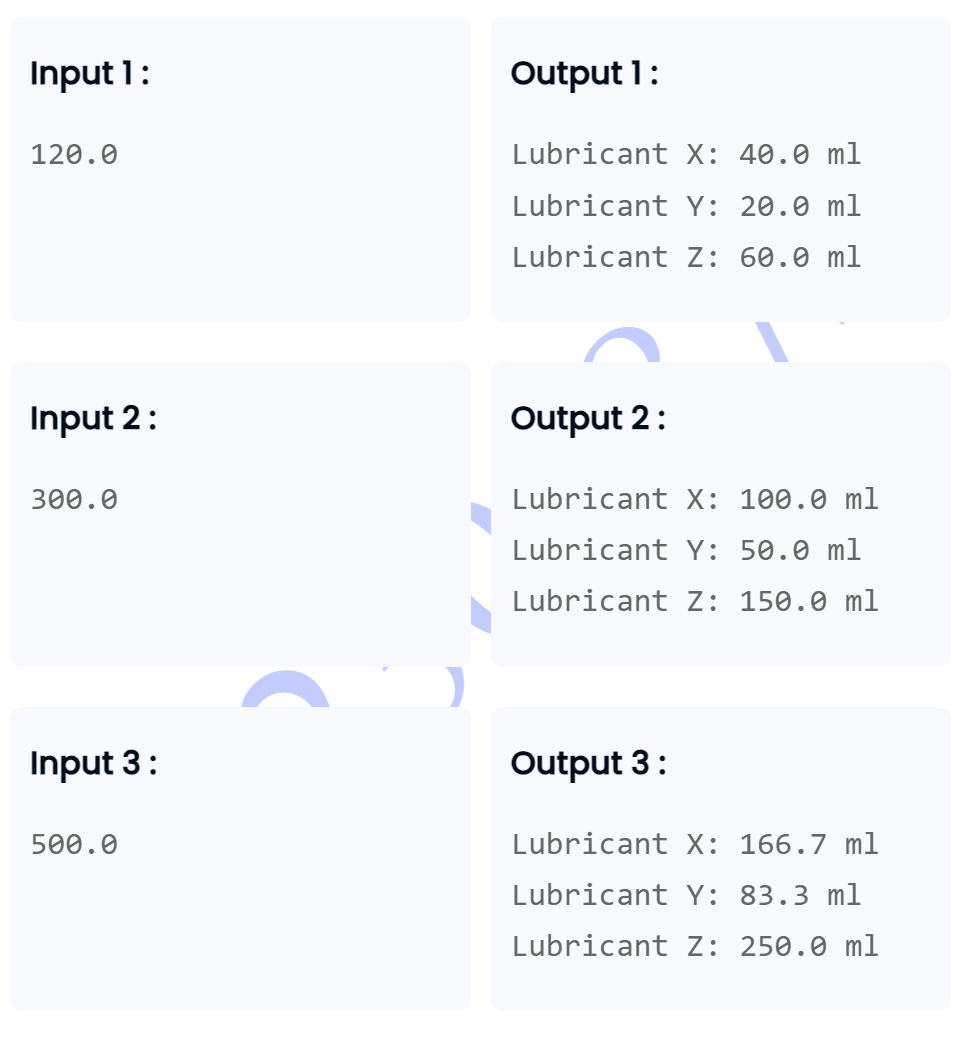 Input 1 :
120.0
Output 1 :
Lubricant X: 40.0 ml
Lubricant Y: 20.0 ml
Lubricant Z: 60.0 ml
Input 2 :
300.0
Output 2 :
Lubricant X: 100.0 ml
Lubricant Y: 50.0 ml
Lubricant Z: 150.0 ml
Input 3 :
500.0
Output 3 :
Lubricant X: 166.7 ml
Lubricant Y: 83.3 ml
Lubricant Z: 250.0 ml